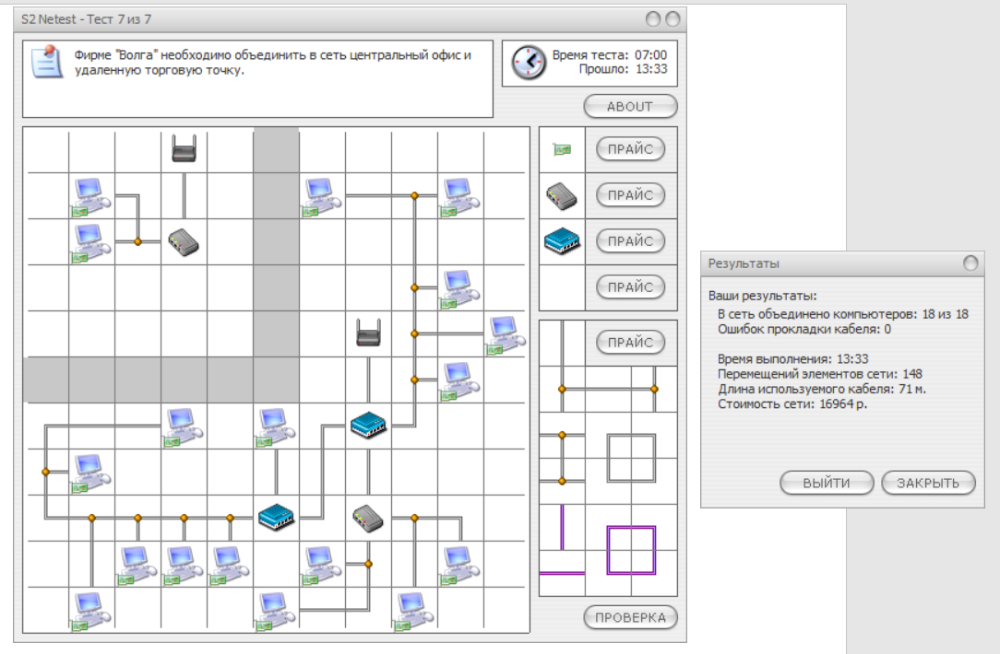 S2 Netest - Тест 7 из 7
Фирме "Волга" необходимо объединить в сеть центральный офис и
удаленную торговую точку.
Время теста: 07:00
Прошло: 13:33
ABOUT
ПРАЙС
ПРАЙС
ПРАЙС
ПРАЙС
ПРАЙС
ПРОВЕРКА
Результаты
Ваши результаты:
В сеть объединено компьютеров: 18 из 18
Ошибок прокладки кабеля: 0
Время выполнения: 13:33
Перемещений элементов сети: 148
Длина используемого кабеля: 71 м.
Стоимость сети: 16964 р.
ВЫЙТИ
ЗАКРЫТЬ